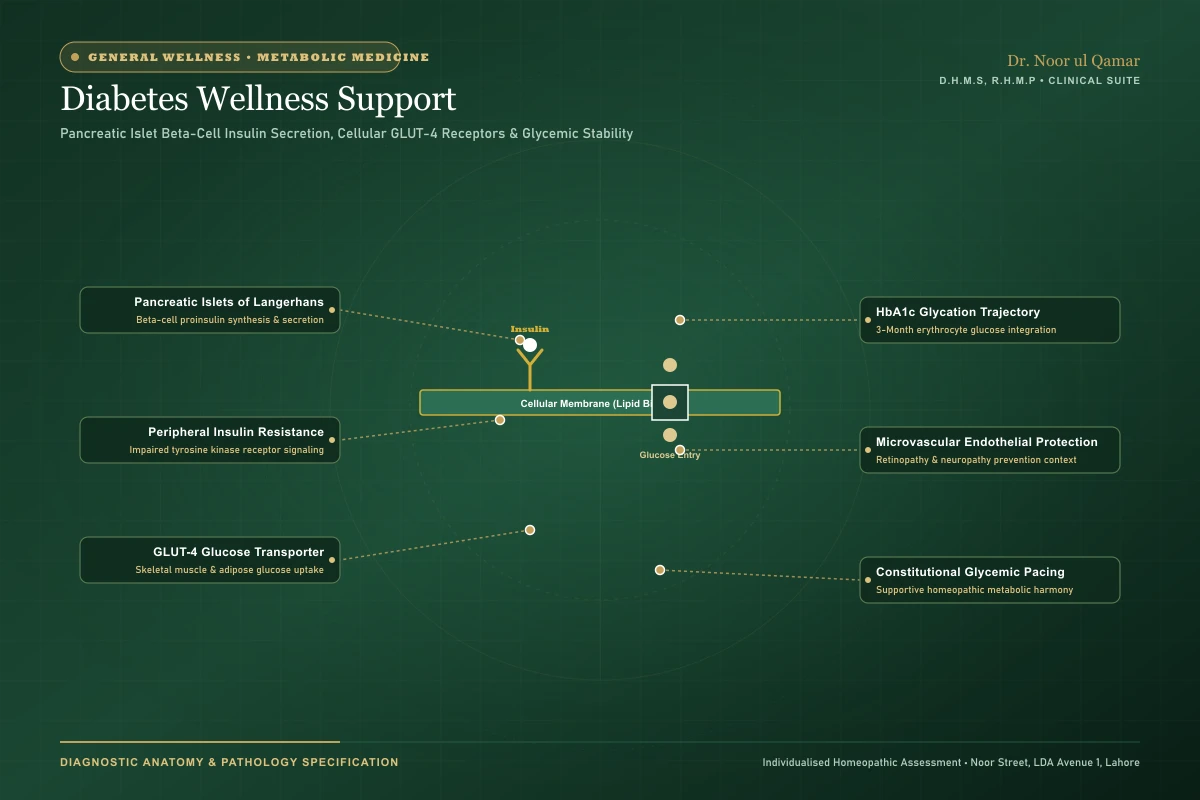 GENERAL WELLNESS • METABOLIC MEDICINE
Diabetes Wellness Support
Pancreatic Islet Beta-Cell Insulin Secretion, Cellular GLUT-4 Receptors & Glycemic Stability
Dr. Noor ul Qamar
D.H.M.S, R.H.M.P • CLINICAL SUITE
Pancreatic Islets of Langerhans
Beta-cell proinsulin synthesis & secretion
Peripheral Insulin Resistance
Impaired tyrosine kinase receptor signaling
GLUT-4 Glucose Transporter
Skeletal muscle & adipose glucose uptake
Insulin
Cellular Membrane (Lipid
Glucose Entry
HbA1c Glycation Trajectory
3-Month erythrocyte glucose integration
Microvascular Endothelial Protection
Retinopathy & neuropathy prevention context
Constitutional Glycemic Pacing
Supportive homeopathic metabolic harmony
DIAGNOSTIC ANATOMY & PATHOLOGY SPECIFICATION
Individualised Homeopathic Assessment • Noor Street, LDA Avenue 1, Lahore